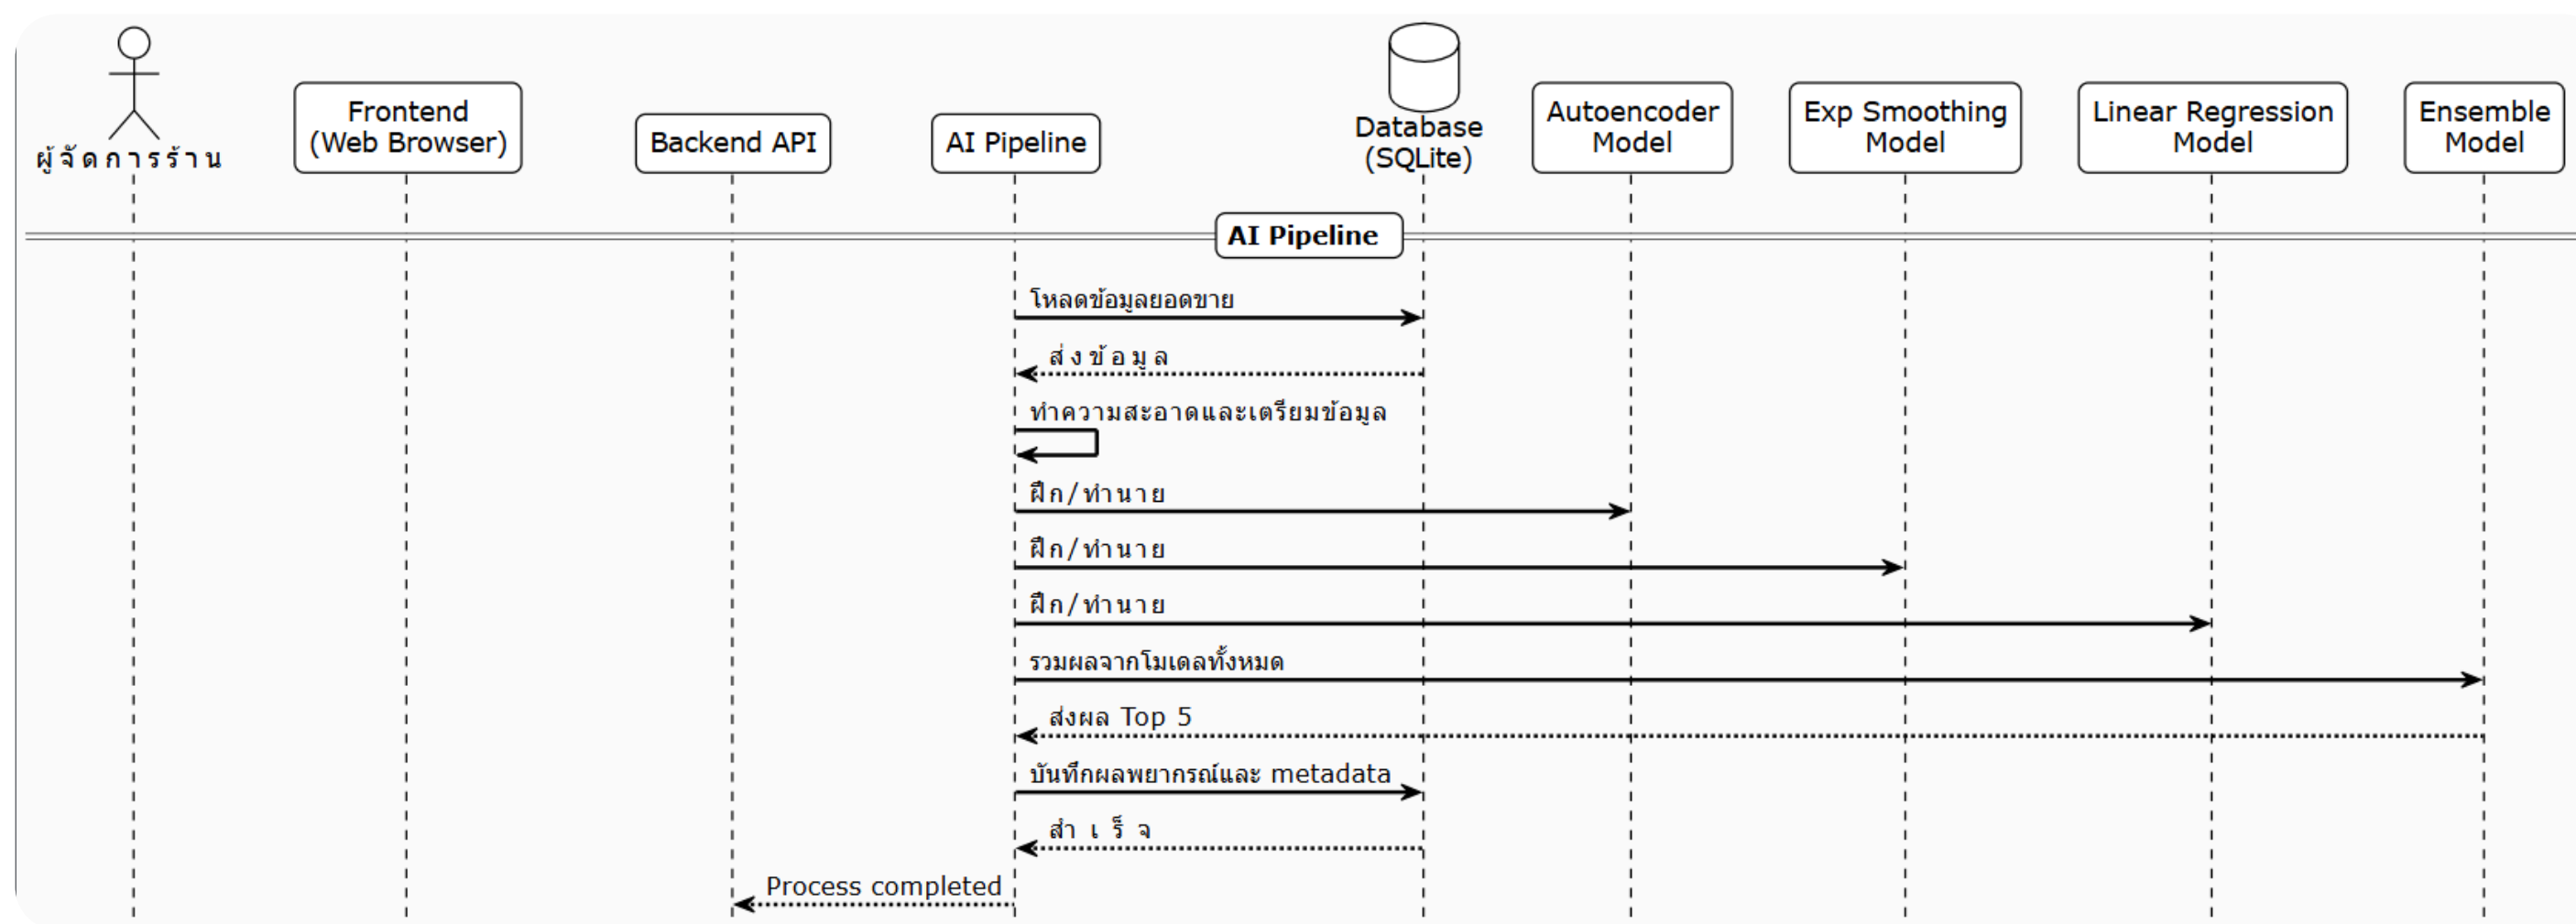 ผู้จัดการร้าน
Frontend
(Web Browser)
Backend API
AI Pipeline
Database
(SQLite)
Autoencoder
Model
Exp Smoothing
Model
Linear Regression
Model
Ensemble
Model
AI Pipeline
โหลดข้อมูลยอดขาย
ส่งข้อมูล
ทำความสะอาดและเตรียมข้อมูล
ฝึก/ทำนาย
ฝึก/ทำนาย
ฝึก/ทำนาย
รวมผลจากโมเดลทั้งหมด
ส่งผล Top 5
บันทึกผลพยากรณ์และ metadata
สำเร็จ
Process completed